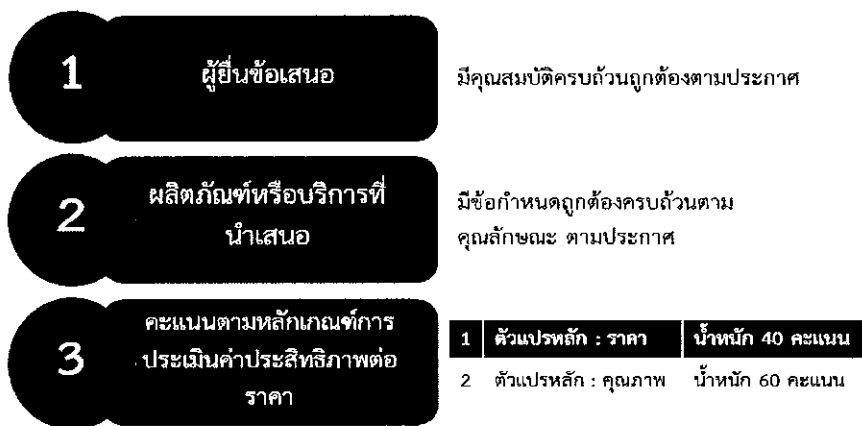 1
ผู้ยื่นข้อเสนอ
มีคุณสมบัติครบถ้วนถูกต้องตามประกาศ
2
ผลิตภัณฑ์หรือบริการที่
นำเสนอ
มีข้อกำหนดถูกต้องครบถ้วนตาม
คุณลักษณะ ตามประกาศ
3
คะแนนตามหลักเกณฑ์การ
ประเมินค่าประสิทธิภาพต่อ
ราคา
1 ตัวแปรหลัก : ราคา น้ำหนัก 40 คะแนน
2 ตัวแปรหลัก : คุณภาพ น้ำหนัก 60 คะแนน